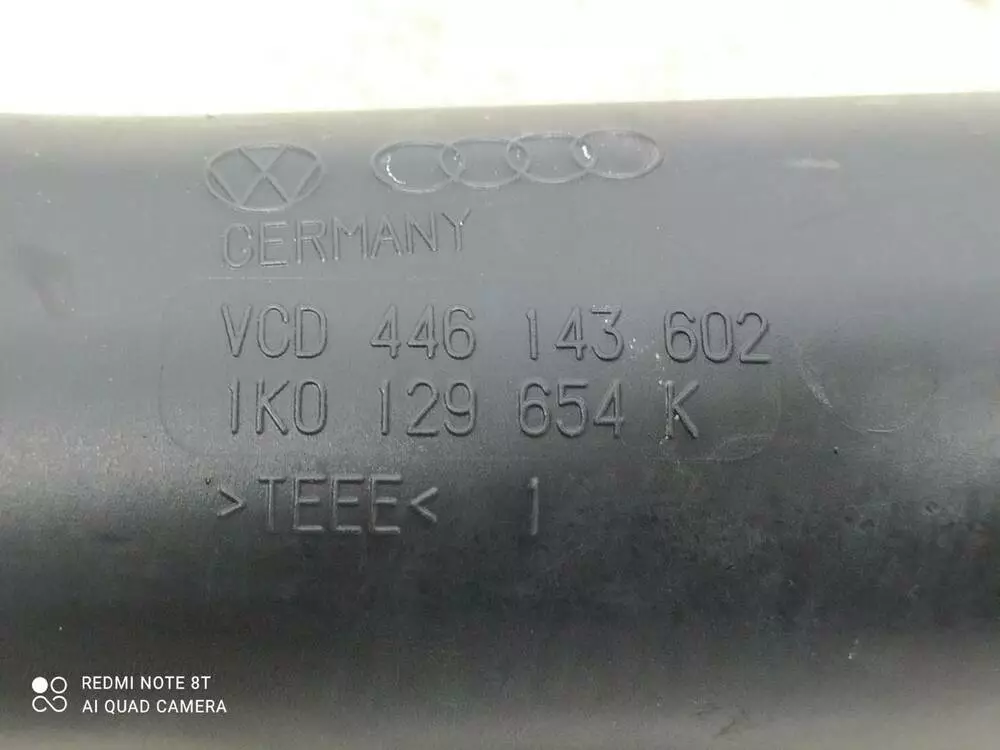 GERMANY
VCD 446 143 602
1K0 129 654 K
>TEEE< 1
REDMI NOTE 8T
AI QUAD CAMERA